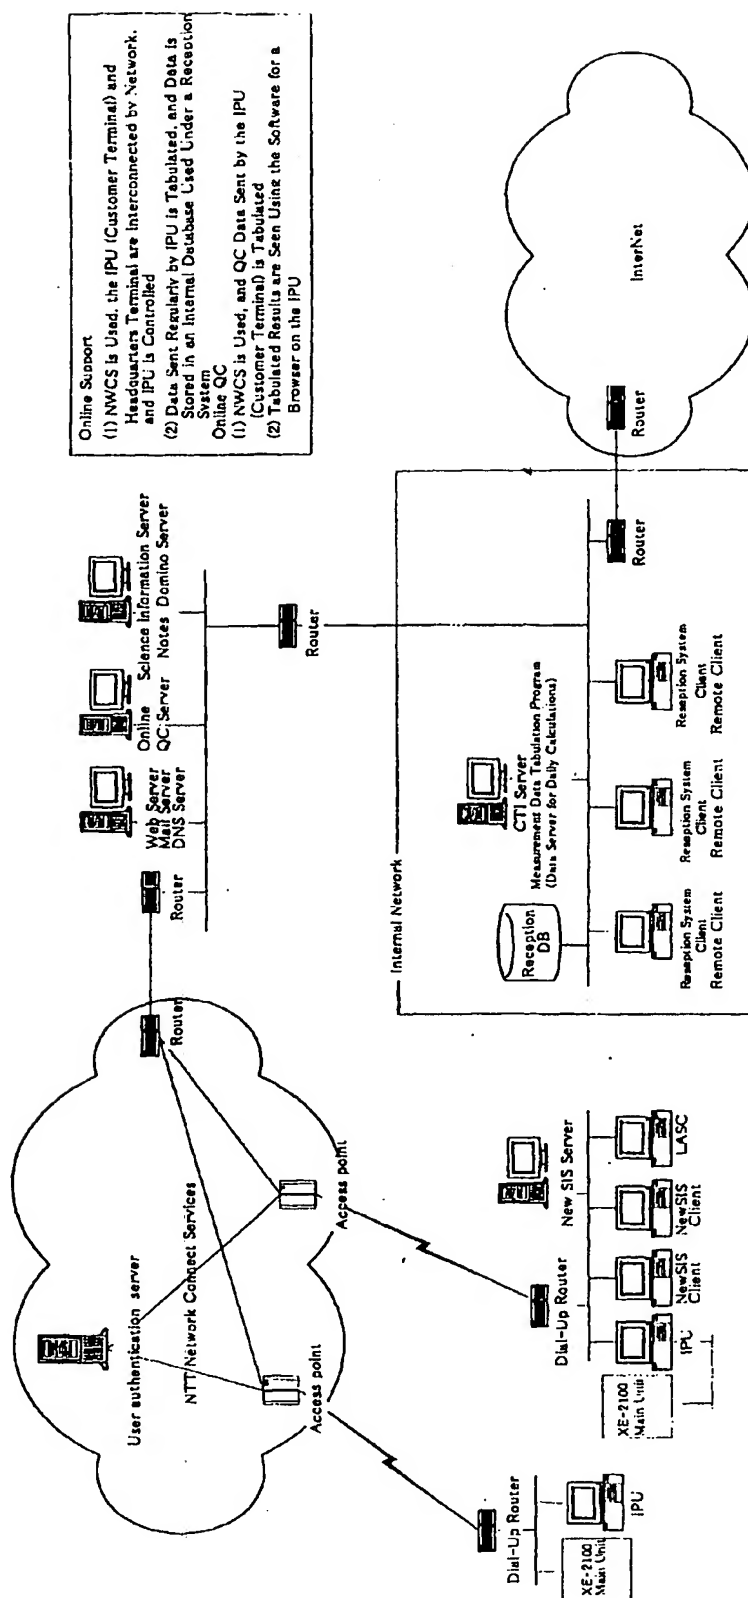 Online Support
(1) NWCS is Used, the IPU (Customer Terminal) and
Headquarters Terminal are Interconnected by Network,
and IPU is Controlled
(2) Data Sent Regularly by IPU is Tabulated, and Data is
Stored in an Internal Database Used Under a Reception
System
Online QC
(1) NWCS is Used, and QC Data Sent by the IPU
(Customer Terminal) is Tabulated
(2) Tabulated Results are Seen Using the Software for a
Browser on the IPU
User authentication server
NTT Network Connect Services
Access point
Access point
Router
Router
Web Server
Mail Server
DNS Server
Online
QC Server
Science Information Server
Notes Domino Server
Router
Dial-Up Router
XE-2100
Main Unit
IPU
Dial-Up Router
New SIS Server
XE-2100
Main Unit
IPU
NewSIS
Client
NewSIS
Client
LASC
Internal Network
Reception
DB
CTI Server
Measurement Data Tabulation Program
(Data Server for Daily Calculations)
Reseption System
Client
Remote Client
Reseption System
Client
Remote Client
Reseption System
Client
Remote Client
Router
Router
InterNet